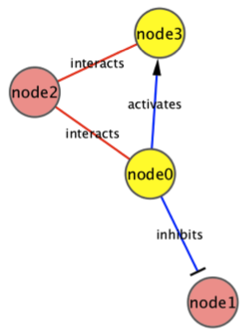 node3
interacts
node2
activates
interacts
node0
inhibits
node1